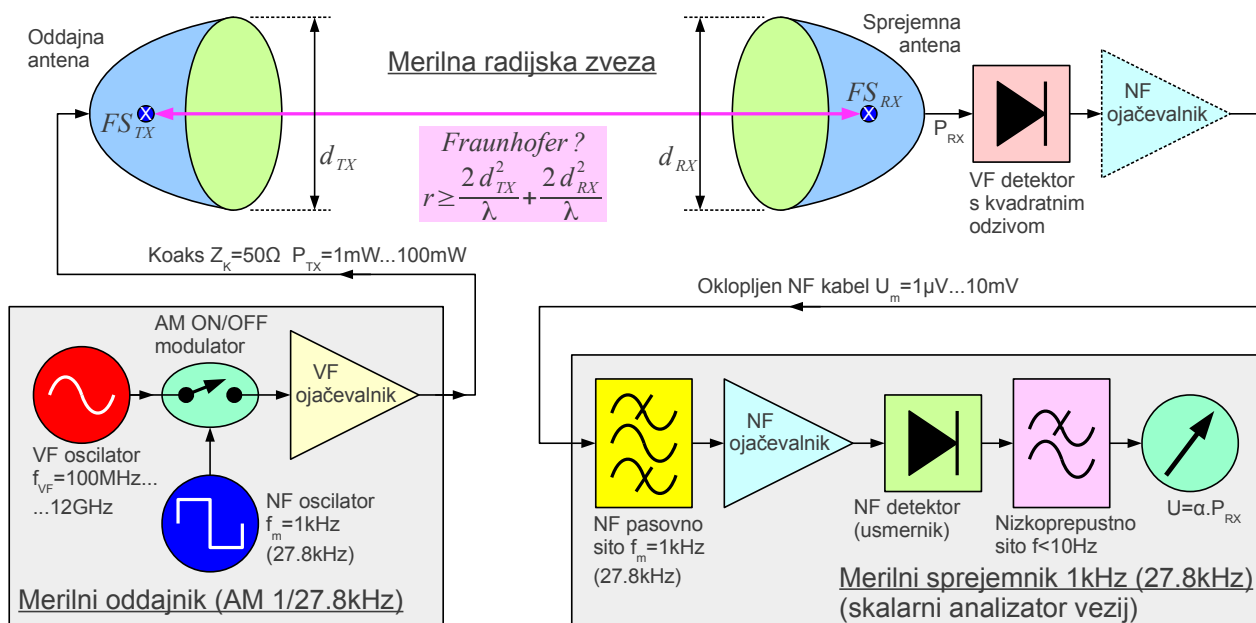 Oddajna
antena
Merilna radijska zveza
Sprejemna
antena
FS_TX
FS_RX
d_TX
d_RX
P_RX
NF
ojačevalnik
Fraunhofer ?
r ≥ 2 d²_TX / λ + 2 d²_RX / λ
VF detektor
s kvadratnim
odzivom
Koaks Z_K=50Ω P_TX=1mW...100mW
Oklopljen NF kabel U_m=1μV...10mV
AM ON/OFF
modulator
VF
ojačevalnik
VF oscilator
f_VF=100MHz...
...12GHz
NF oscilator
f_m=1kHz
(27.8kHz)
Merilni oddajnik (AM 1/27.8kHz)
NF
ojačevalnik
NF pasovno
sito f_m=1kHz
(27.8kHz)
NF detektor
(usmernik)
Nizkoprepustno
sito f<10Hz
U=α.P_RX
Merilni sprejemnik 1kHz (27.8kHz)
(skalarni analizator vezij)